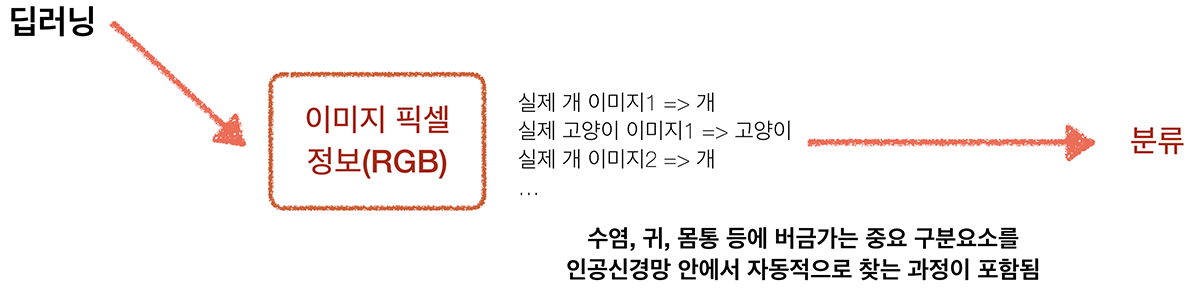 딥러닝
이미지 픽셀
정보(RGB)
실제 개 이미지1 => 개
실제 고양이 이미지1 => 고양이
실제 개 이미지2 => 개
...
분류
수염, 귀, 몸통 등에 버금가는 중요 구분요소를
인공신경망 안에서 자동적으로 찾는 과정이 포함됨